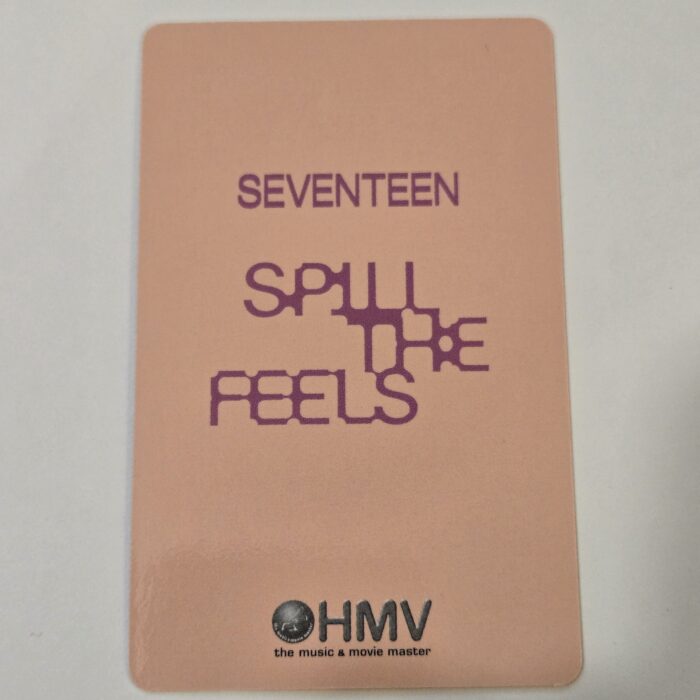 SEVENTEEN
SPILL
THE
FEELS
HMV
the music & movie master